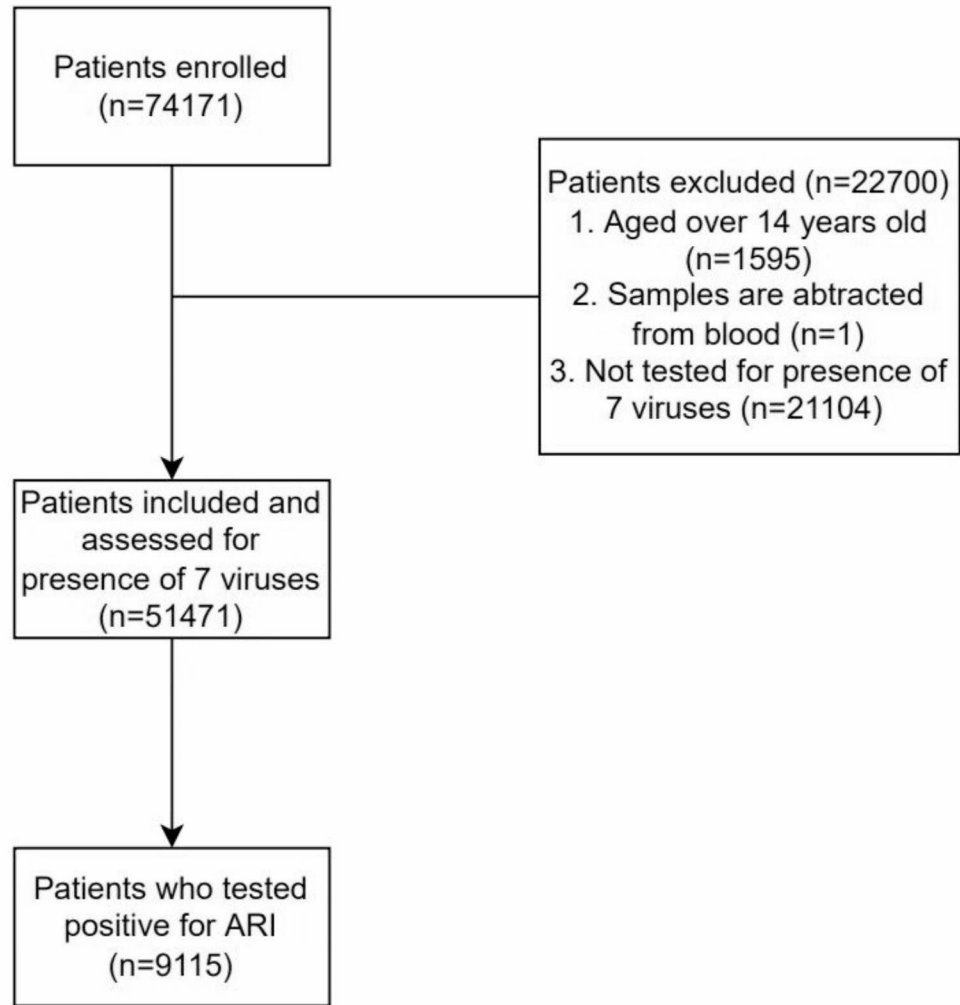 Patients enrolled
(n=74171)
Patients excluded (n=22700)
1. Aged over 14 years old
(n=1595)
2. Samples are abtracted
from blood (n=1)
3. Not tested for presence of
7 viruses (n=21104)
Patients included and
assessed for
presence of 7 viruses
(n=51471)
Patients who tested
positive for ARI
(n=9115)